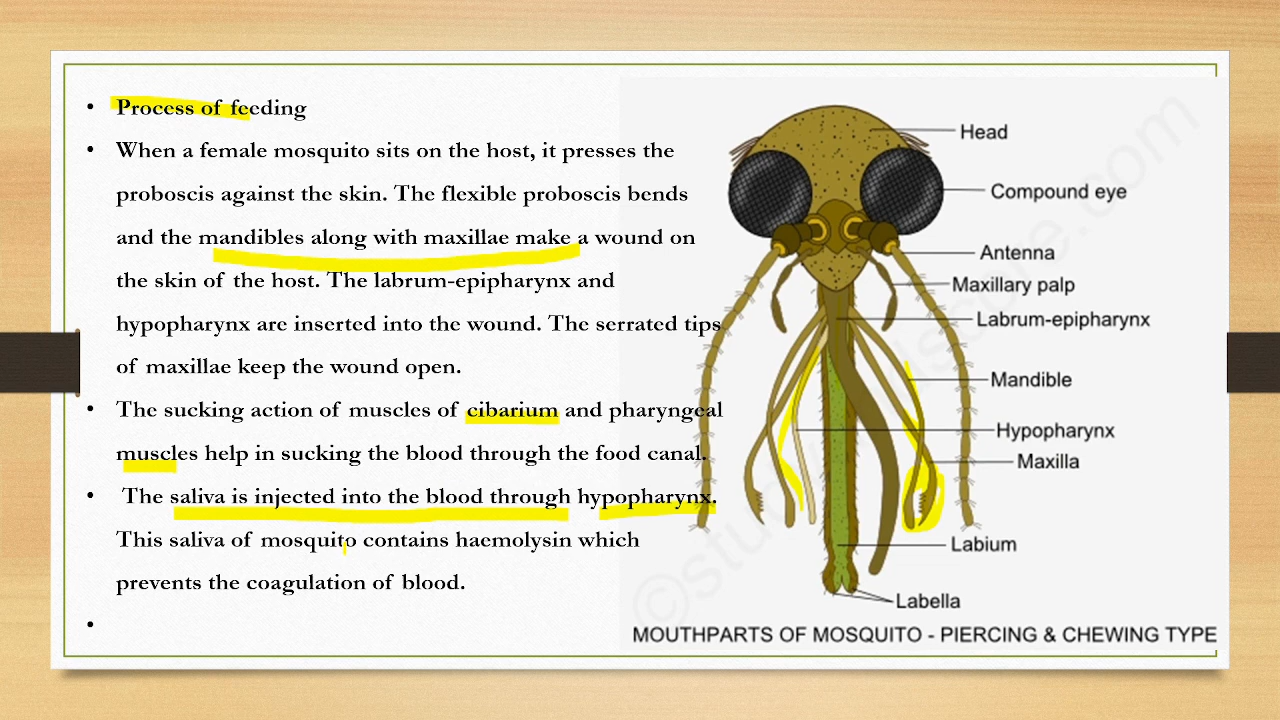 • Process of feeding
• When a female mosquito sits on the host, it presses the
proboscis against the skin. The flexible proboscis bends
and the mandibles along with maxillae make a wound on
the skin of the host. The labrum-epipharynx and
hypopharynx are inserted into the wound. The serrated tips
of maxillae keep the wound open.
• The sucking action of muscles of cibarium and pharyngeal
muscles help in sucking the blood through the food canal.
• The saliva is injected into the blood through hypopharynx.
This saliva of mosquito contains haemolysin which
prevents the coagulation of blood.
•
Head
Compound eye
Antenna
Maxillary palp
Labrum-epipharynx
Mandible
Hypopharynx
Maxilla
Labium
Labella
MOUTHPARTS OF MOSQUITO - PIERCING & CHEWING TYPE